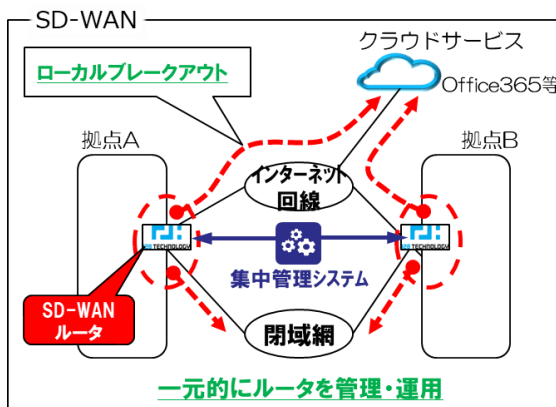 SD-WAN
ローカルブレークアウト
クラウドサービス
Office365等
拠点A
拠点B
インターネット
回線
TECHNOLOGY
TECHNOLOGY
集中管理システム
SD-WAN
ルータ
閉域網
一元的にルータを管理・運用